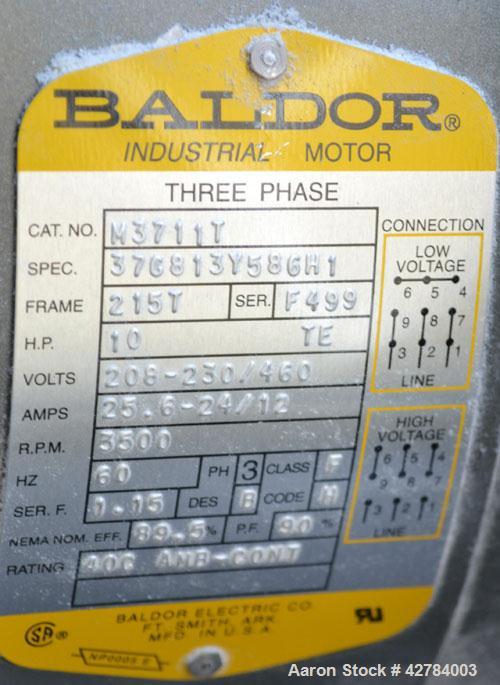 BALDOR®
INDUSTRIAL MOTOR
THREE PHASE
CAT. NO. M3711T
SPEC. 37G813Y586H1
FRAME 215T SER. F499
H.P. 10 TE
VOLTS 208-230/460
AMPS 25.6-24/12
R.P.M. 3500
HZ 60 PH 3 CLASS F
SER. F. 1.15 DES B CODE H
NEMA NOM. EFF. 89.5% P.F. 90 %
RATING 40C AMB-CONT
CONNECTION
LOW
VOLTAGE
6 5 4
9 8 7
3 2 1
LINE
HIGH
VOLTAGE
6 5 4
9 8 7
3 2 1
LINE
BALDOR ELECTRIC CO.
FT. SMITH, ARK.
MFD. IN U.S.A.
SA®
NP0005 E
Aaron Stock # 42784003